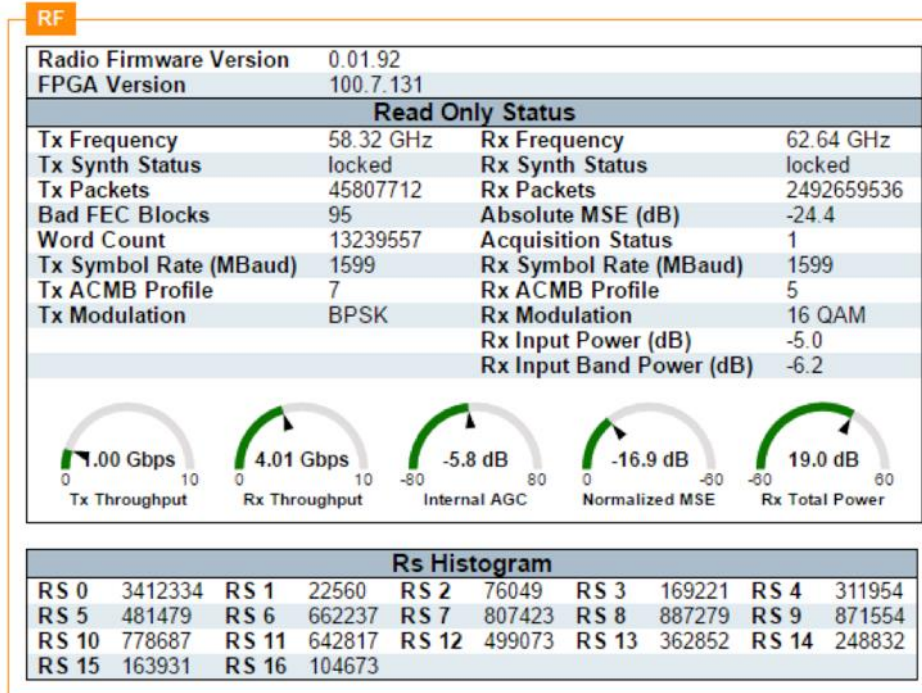 RF
Radio Firmware Version 0.01.92
FPGA Version 100.7.131
Read Only Status
Tx Frequency 58.32 GHz Rx Frequency 62.64 GHz
Tx Synth Status locked Rx Synth Status locked
Tx Packets 45807712 Rx Packets 2492659536
Bad FEC Blocks 95 Absolute MSE (dB) -24.4
Word Count 13239557 Acquisition Status 1
Tx Symbol Rate (MBaud) 1599 Rx Symbol Rate (MBaud) 1599
Tx ACMB Profile 7 Rx ACMB Profile 5
Tx Modulation BPSK Rx Modulation 16 QAM
Rx Input Power (dB) -5.0
Rx Input Band Power (dB) -6.2
1.00 Gbps 4.01 Gbps -5.8 dB -16.9 dB 19.0 dB
0 10 0 10 -80 80 0 -60 -60 60
Tx Throughput Rx Throughput Internal AGC Normalized MSE Rx Total Power
Rs Histogram
RS 0 3412334 RS 1 22560 RS 2 76049 RS 3 169221 RS 4 311954
RS 5 481479 RS 6 662237 RS 7 807423 RS 8 887279 RS 9 871554
RS 10 778687 RS 11 642817 RS 12 499073 RS 13 362852 RS 14 248832
RS 15 163931 RS 16 104673